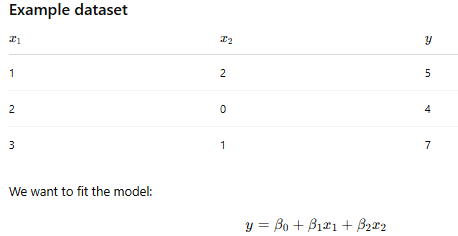 Example dataset
x₁ x₂ y
1 2 5
2 0 4
3 1 7
We want to fit the model:
y = β₀ + β₁x₁ + β₂x₂